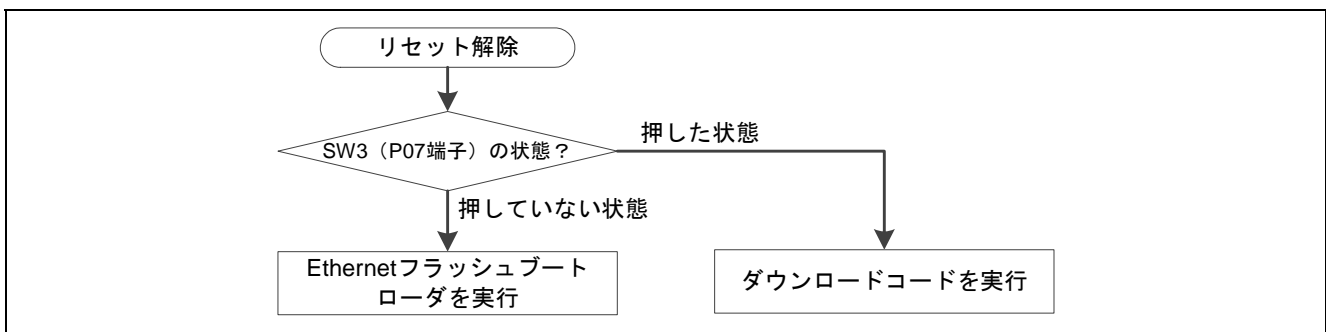 リセット解除
SW3（P07端子）の状態？
押した状態
押していない状態
Ethernetフラッシュブート
ローダを実行
ダウンロードコードを実行